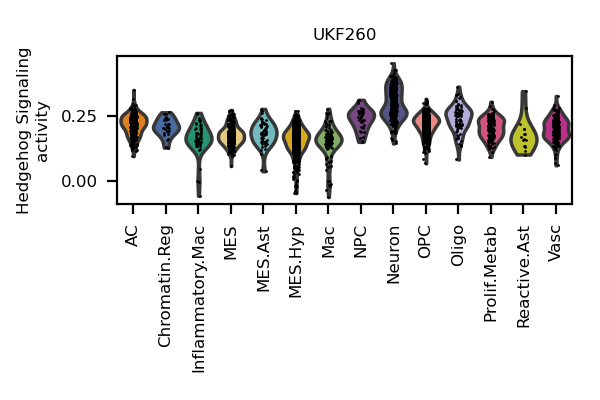 UKF260
Hedgehog Signaling
activity
0.25
0.00
AC
Chromatin.Reg
Inflammatory.Mac
MES
MES.Ast
MES.Hyp
Mac
NPC
Neuron
OPC
Oligo
Prolif.Metab
Reactive.Ast
Vasc